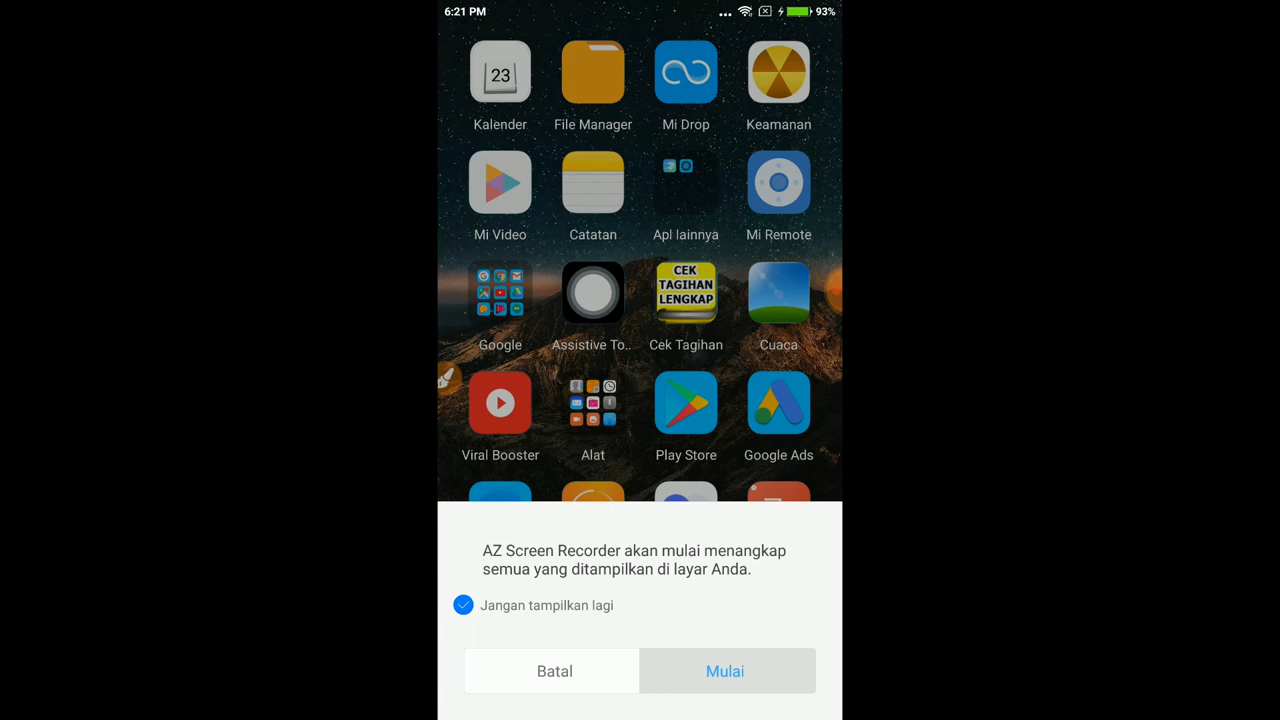 6:21 PM
93%
23
Kalender
File Manager
Mi Drop
Keamanan
Mi Video
Catatan
Apl lainnya
Mi Remote
CEK
TAGIHAN
LENGKAP
Google
Assistive To..
Cek Tagihan
Cuaca
Viral Booster
Alat
Play Store
Google Ads
AZ Screen Recorder akan mulai menangkap
semua yang ditampilkan di layar Anda.
Jangan tampilkan lagi
Batal
Mulai